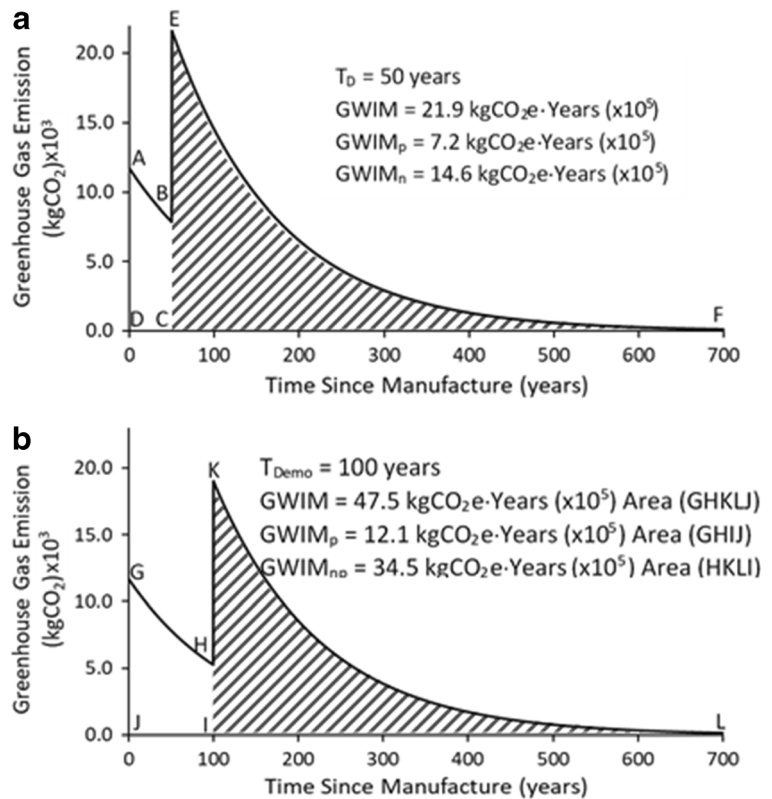 a
E
20.0
15.0
10.0
5.0
0.0
Greenhouse Gas Emission
(kgCO₂)x10³
A
B
D C
F
T_D = 50 years
GWIM = 21.9 kgCO₂e·Years (x10⁵)
GWIMₚ = 7.2 kgCO₂e·Years (x10⁵)
GWIMₙ = 14.6 kgCO₂e·Years (x10⁵)
0 100 200 300 400 500 600 700
Time Since Manufacture (years)
b
20.0
15.0
10.0
5.0
0.0
Greenhouse Gas Emission
(kgCO₂)x10³
K
G
H
J I
L
T_Demo = 100 years
GWIM = 47.5 kgCO₂e·Years (x10⁵) Area (GHKLJ)
GWIMₚ = 12.1 kgCO₂e·Years (x10⁵) Area (GHIJ)
GWIMₙₚ = 34.5 kgCO₂e·Years (x10⁵) Area (HKLI)
0 100 200 300 400 500 600 700
Time Since Manufacture (years)